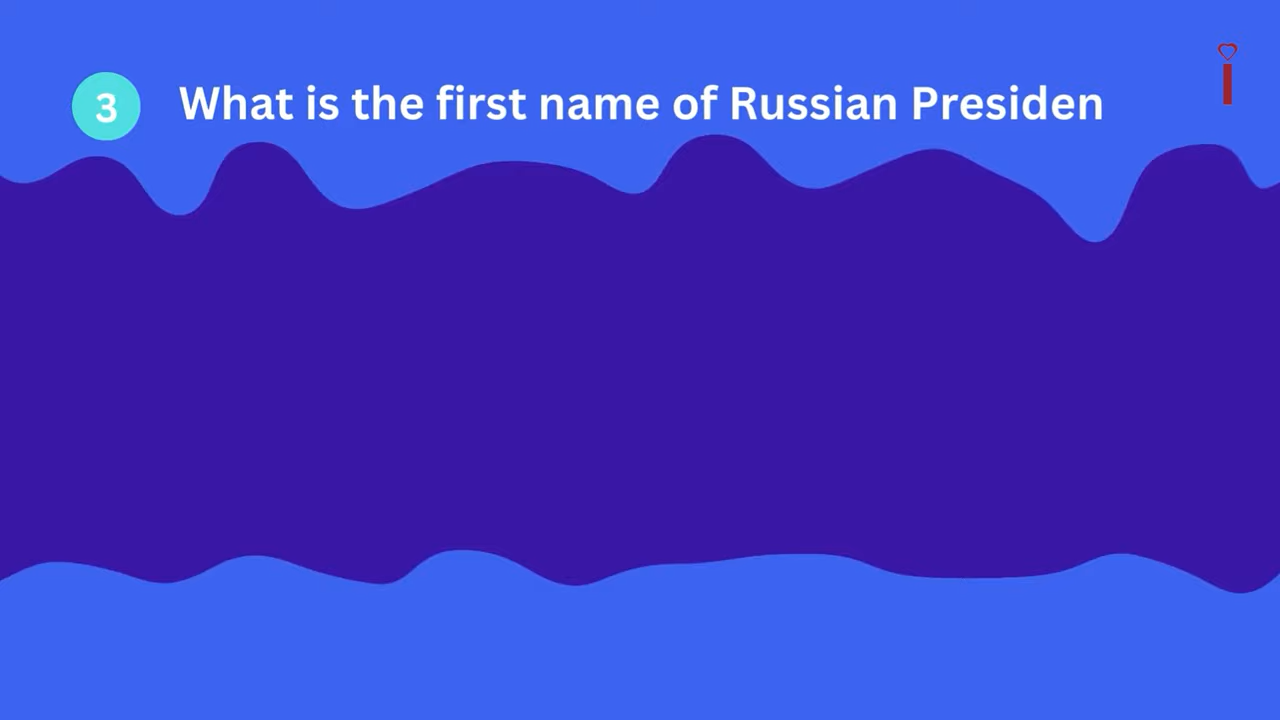 3 What is the first name of Russian Presiden